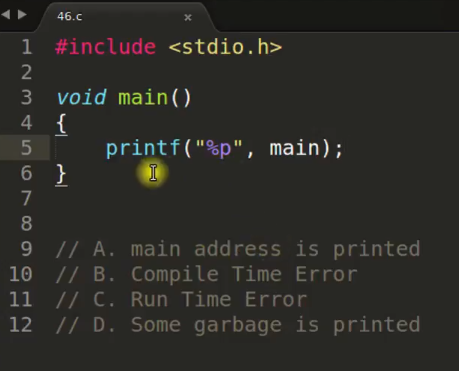 46.c ×
1 #include <stdio.h>
2
3 void main()
4 {
5     printf("%p", main);
6 }
7
8
9 // A. main address is printed
10 // B. Compile Time Error
11 // C. Run Time Error
12 // D. Some garbage is printed